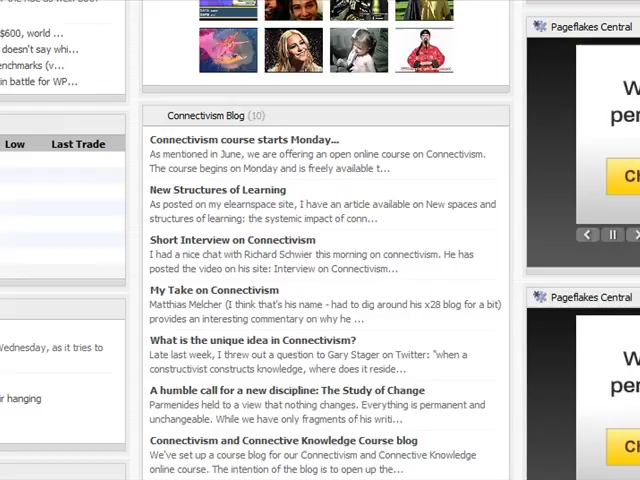 $600, world ...
doesn't say whi...
enchmarks (v...
in battle for WP...
Low Last Trade
Wednesday, as it tries to
ir hanging
Connectivism Blog (10)
Connectivism course starts Monday...
As mentioned in June, we are offering an open online course on Connectivism.
The course begins on Monday and is freely available t...
New Structures of Learning
As posted on my elearnspace site, I have an article available on New spaces and
structures of learning: the systemic impact of conn...
Short Interview on Connectivism
I had a nice chat with Richard Schwier this morning on connectivism. He has
posted the video on his site: Interview on Connectivism...
My Take on Connectivism
Matthias Melcher (I think that's his name - had to dig around his x28 blog for a bit)
provides an interesting commentary on why he ...
What is the unique idea in Connectivism?
Late last week, I threw out a question to Gary Stager on Twitter: "when a
constructivist constructs knowledge, where does it reside...
A humble call for a new discipline: The Study of Change
Parmenides held to a view that nothing changes. Everything is permanent and
unchangeable. While we have only fragments of his writi...
Connectivism and Connective Knowledge Course blog
We've set up a course blog for our Connectivism and Connective Knowledge
online course. The intention of the blog is to open up the...
Pageflakes Central
W
per
Ch
Pageflakes Central
W
per
Ch